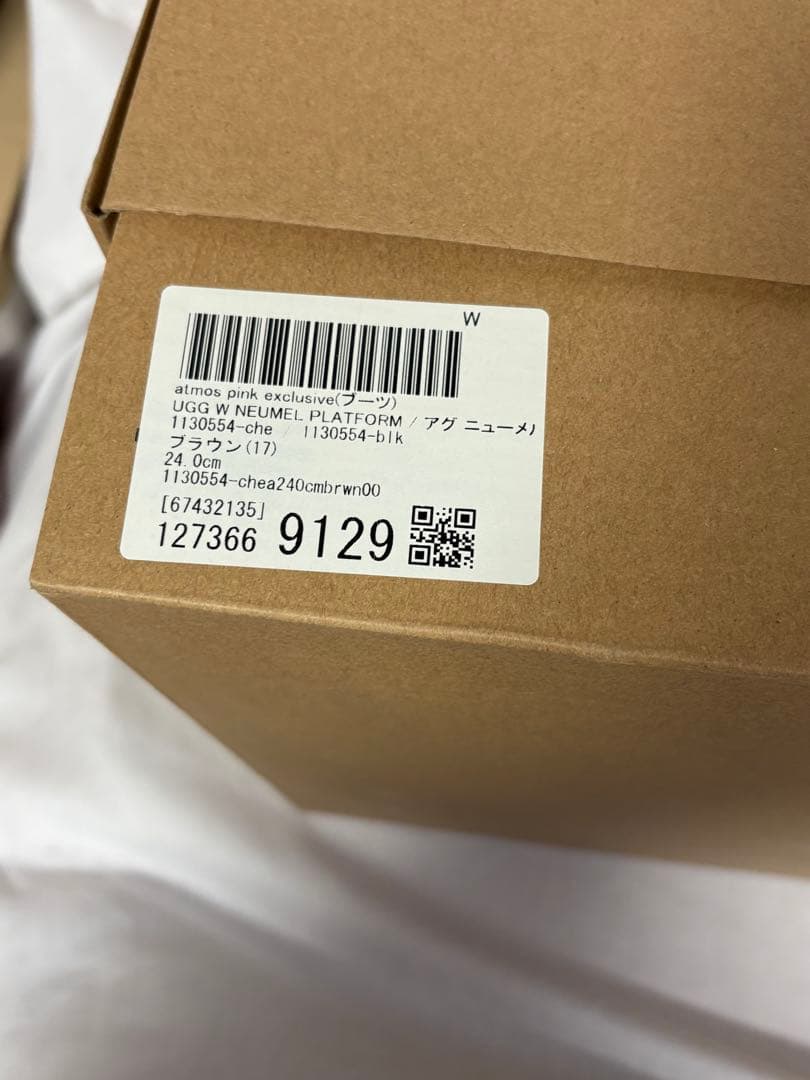 W
atmos pink exclusive(ブーツ)
UGG W NEUMEL PLATFORM / アグ ニューメ
1130554-che / 1130554-blk
ブラウン(17)
24.0cm
1130554-chea240cmbrwn00
[67432135]
127366 9129